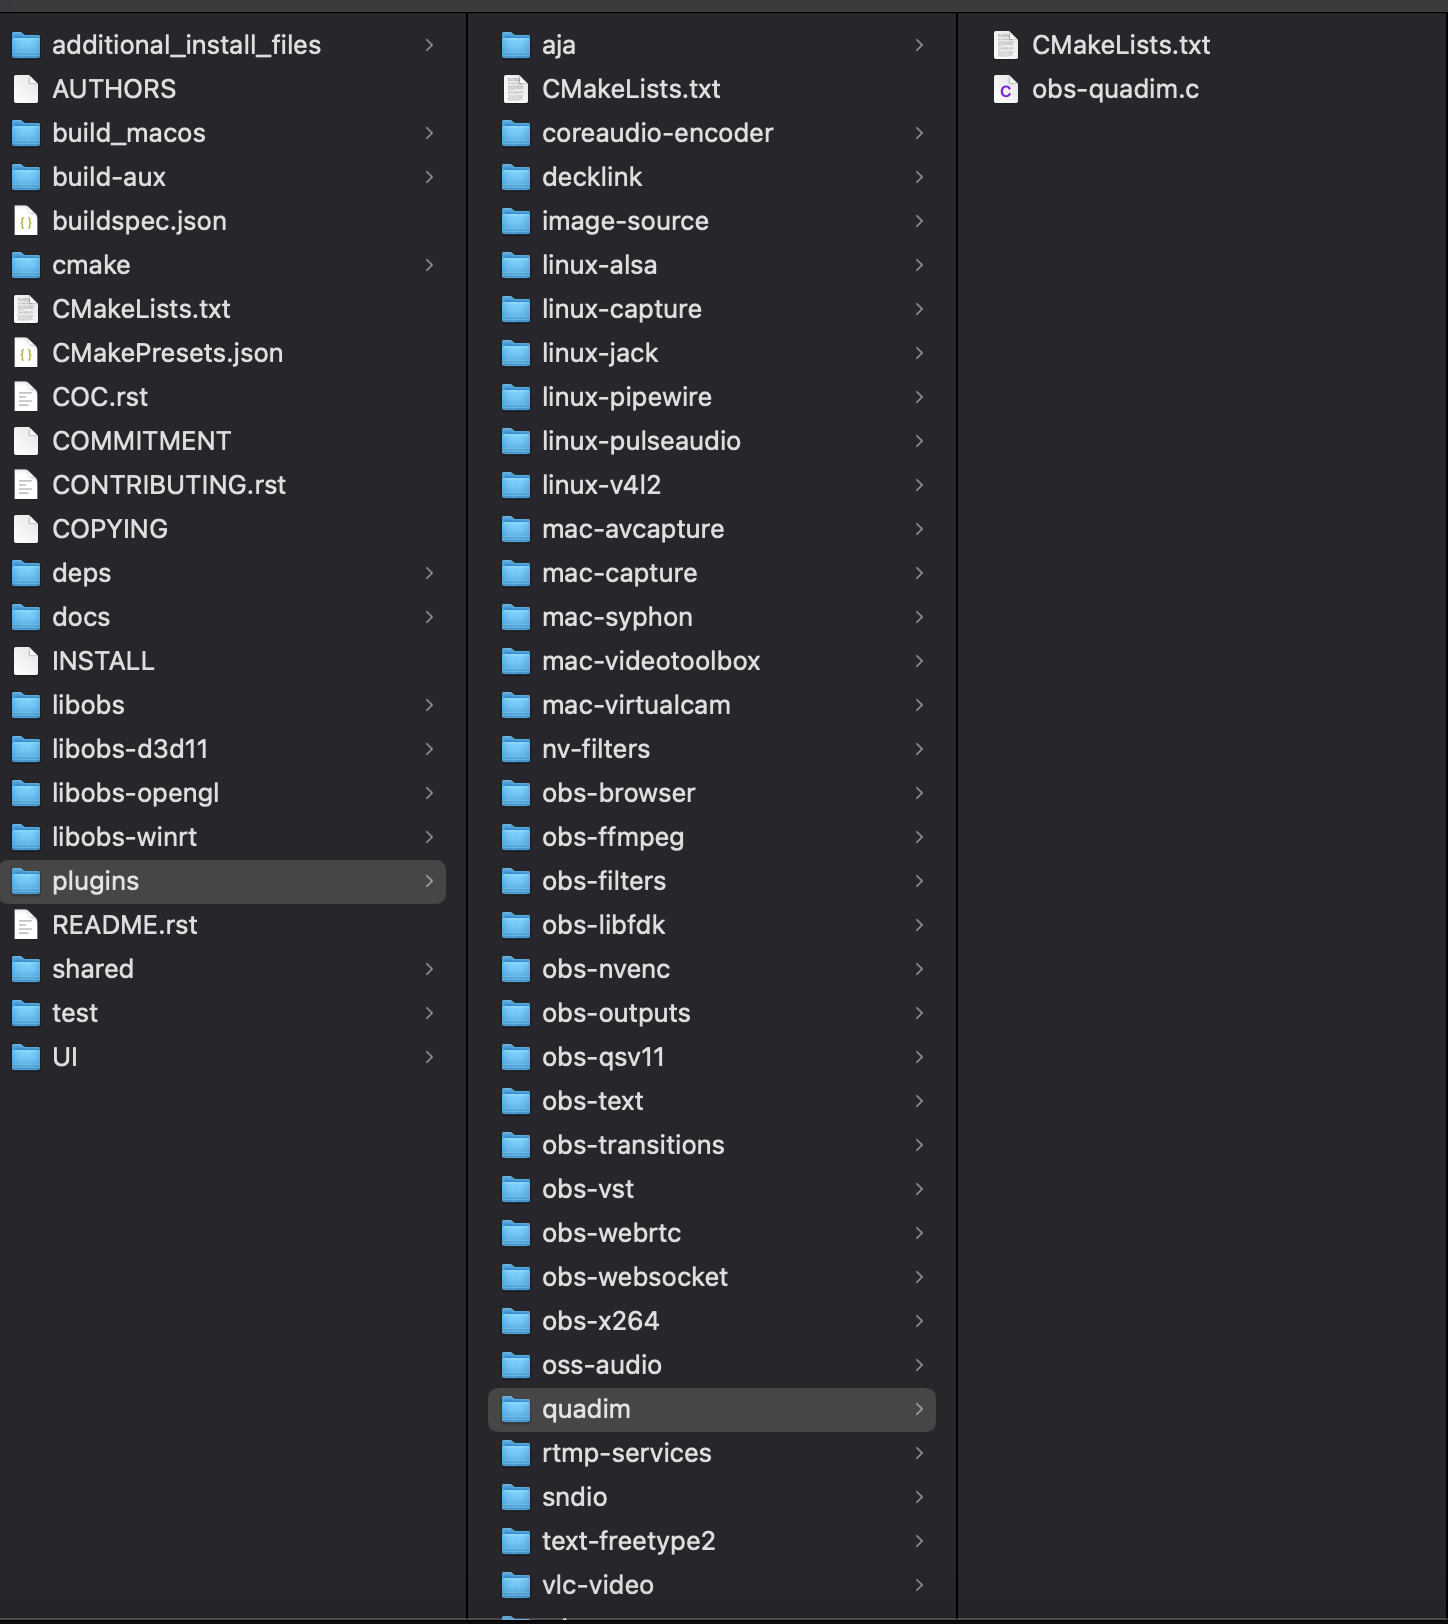 additional_install_files
AUTHORS
build_macos
build-aux
buildspec.json
cmake
CMakeLists.txt
CMakePresets.json
COC.rst
COMMITMENT
CONTRIBUTING.rst
COPYING
deps
docs
INSTALL
libobs
libobs-d3d11
libobs-opengl
libobs-winrt
plugins
README.rst
shared
test
UI
aja
CMakeLists.txt
coreaudio-encoder
decklink
image-source
linux-alsa
linux-capture
linux-jack
linux-pipewire
linux-pulseaudio
linux-v4l2
mac-avcapture
mac-capture
mac-syphon
mac-videotoolbox
mac-virtualcam
nv-filters
obs-browser
obs-ffmpeg
obs-filters
obs-libfdk
obs-nvenc
obs-outputs
obs-qsv11
obs-text
obs-transitions
obs-vst
obs-webrtc
obs-websocket
obs-x264
oss-audio
quadim
rtmp-services
sndio
text-freetype2
vlc-video
CMakeLists.txt
C obs-quadim.c